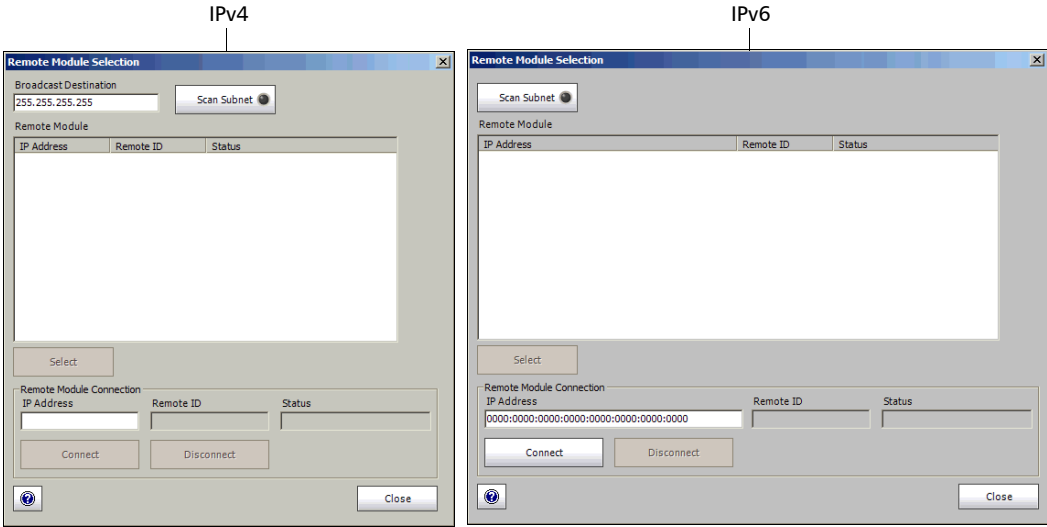 IPv4
Remote Module Selection
Broadcast Destination
255.255.255.255
Scan Subnet
Remote Module
IP Address Remote ID Status
Select
Remote Module Connection
IP Address Remote ID Status
Connect Disconnect
Close
IPv6
Remote Module Selection
Scan Subnet
Remote Module
IP Address Remote ID Status
Select
Remote Module Connection
IP Address Remote ID Status
0000:0000:0000:0000:0000:0000:0000:0000
Connect Disconnect
Close